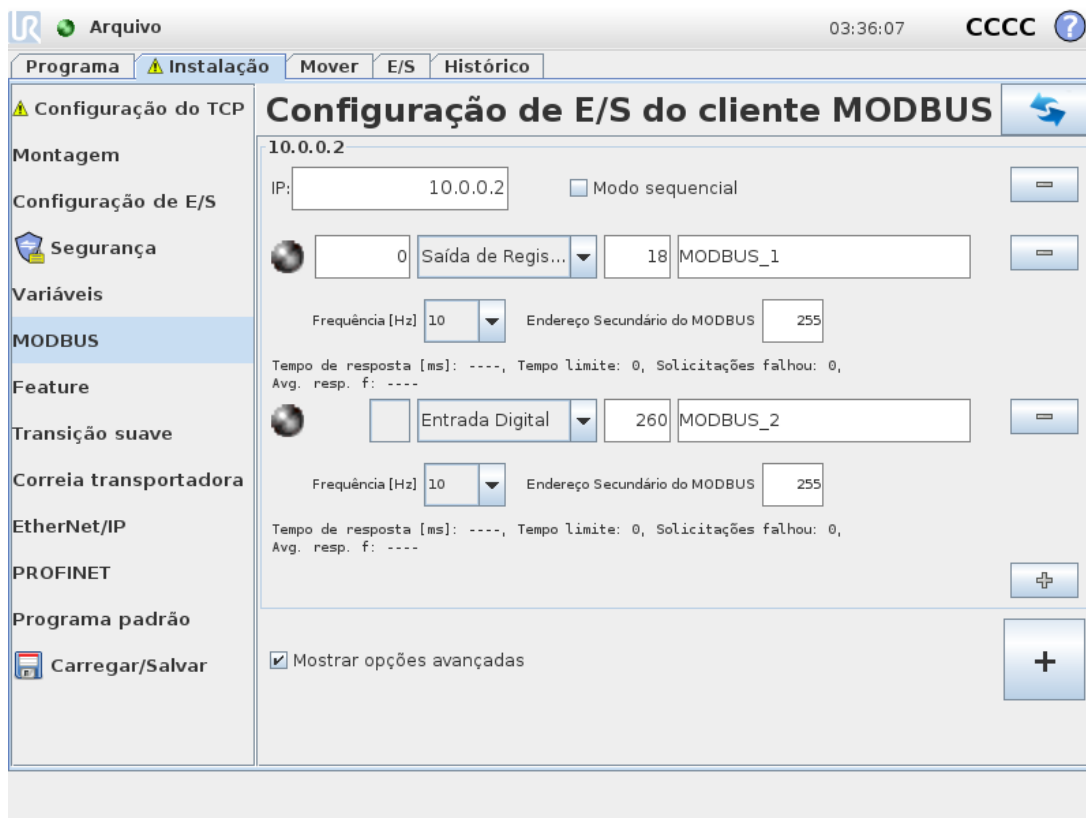 UR Arquivo 03:36:07 CCCC ?
Programa Instalação Mover E/S Histórico
Configuração do TCP
Montagem
Configuração de E/S
Segurança
Variáveis
MODBUS
Feature
Transição suave
Correia transportadora
EtherNet/IP
PROFINET
Programa padrão
Carregar/Salvar
Configuração de E/S do cliente MODBUS
10.0.0.2
IP: 10.0.0.2 Modo sequencial
0 Saída de Regis... 18 MODBUS_1
Frequência [Hz] 10 Endereço Secundário do MODBUS 255
Tempo de resposta [ms]: ----, Tempo limite: 0, Solicitações falhou: 0,
Avg. resp. f: ----
Entrada Digital 260 MODBUS_2
Frequência [Hz] 10 Endereço Secundário do MODBUS 255
Tempo de resposta [ms]: ----, Tempo limite: 0, Solicitações falhou: 0,
Avg. resp. f: ----
Mostrar opções avançadas